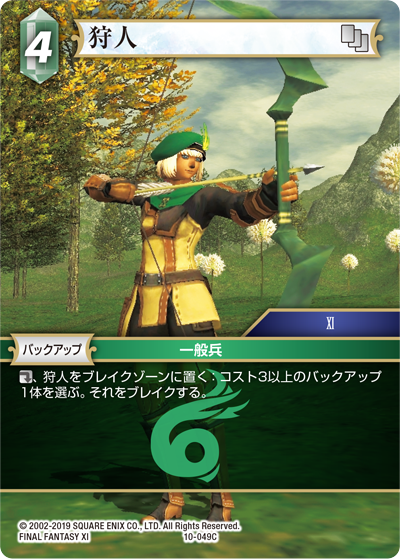 4
狩人
XI
バックアップ
一般兵
、狩人をブレイクゾーンに置く：コスト3以上のバックアップ
1体を選ぶ。それをブレイクする。
© 2002-2019 SQUARE ENIX CO., LTD. All Rights Reserved.
FINAL FANTASY XI
10-049C